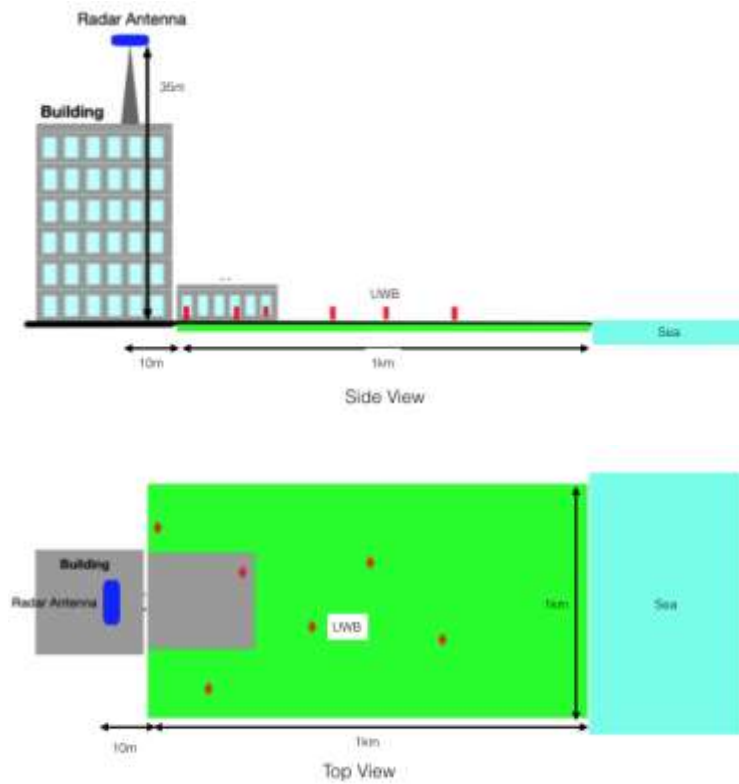 Radar Antenna
35m
Building
UWB
Sea
10m
1km
Side View
Building
Radar Antenna
1km
Sea
UWB
10m
1km
Top View